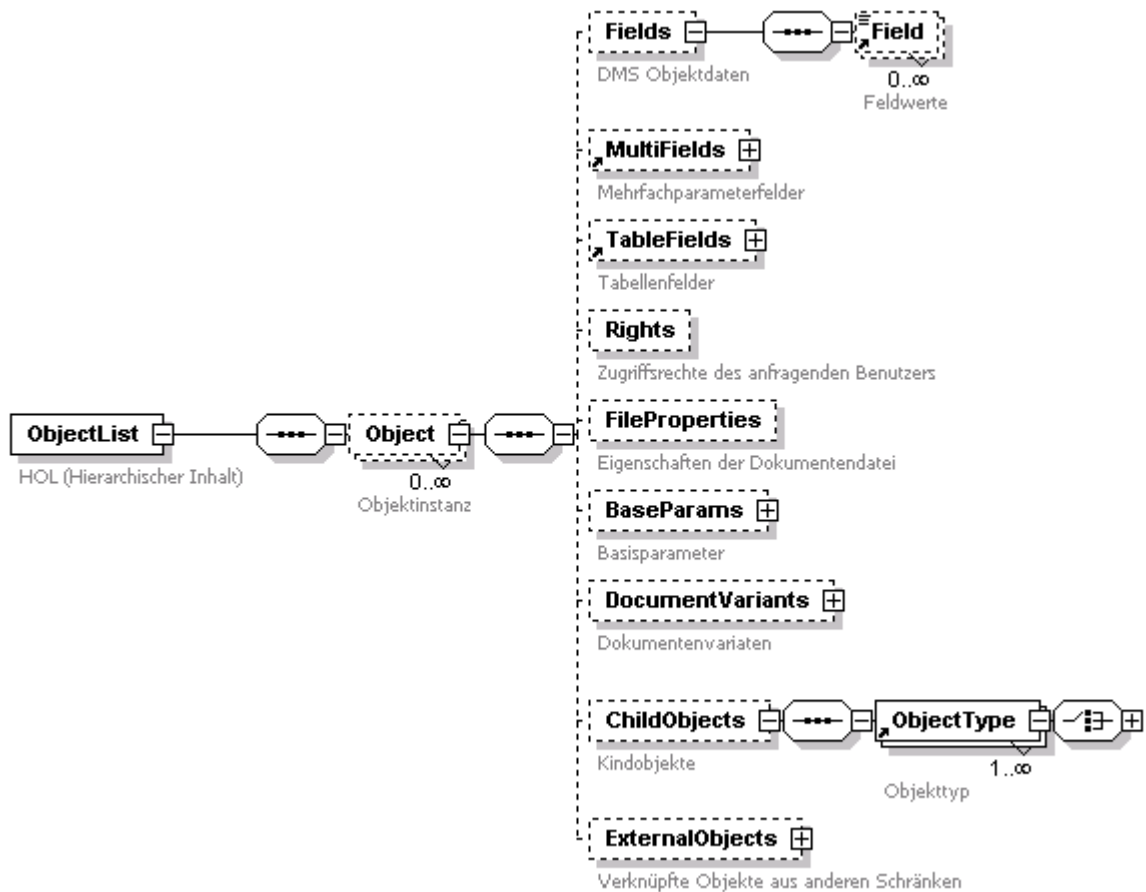 Fields
Field
DMS Objektdaten
0..∞
Feldwerte
MultiFields
Mehrfachparameterfelder
TableFields
Tabellenfelder
Rights
Zugriffsrechte des anfragenden Benutzers
ObjectList
Object
FileProperties
HOL (Hierarchischer Inhalt)
0..∞
Objektinstanz
Eigenschaften der Dokumentendatei
BaseParams
Basisparameter
DocumentVariants
Dokumentenvariaten
ChildObjects
ObjectType
Kindobjekte
1..∞
Objekttyp
ExternalObjects
Verknüpfte Objekte aus anderen Schränken